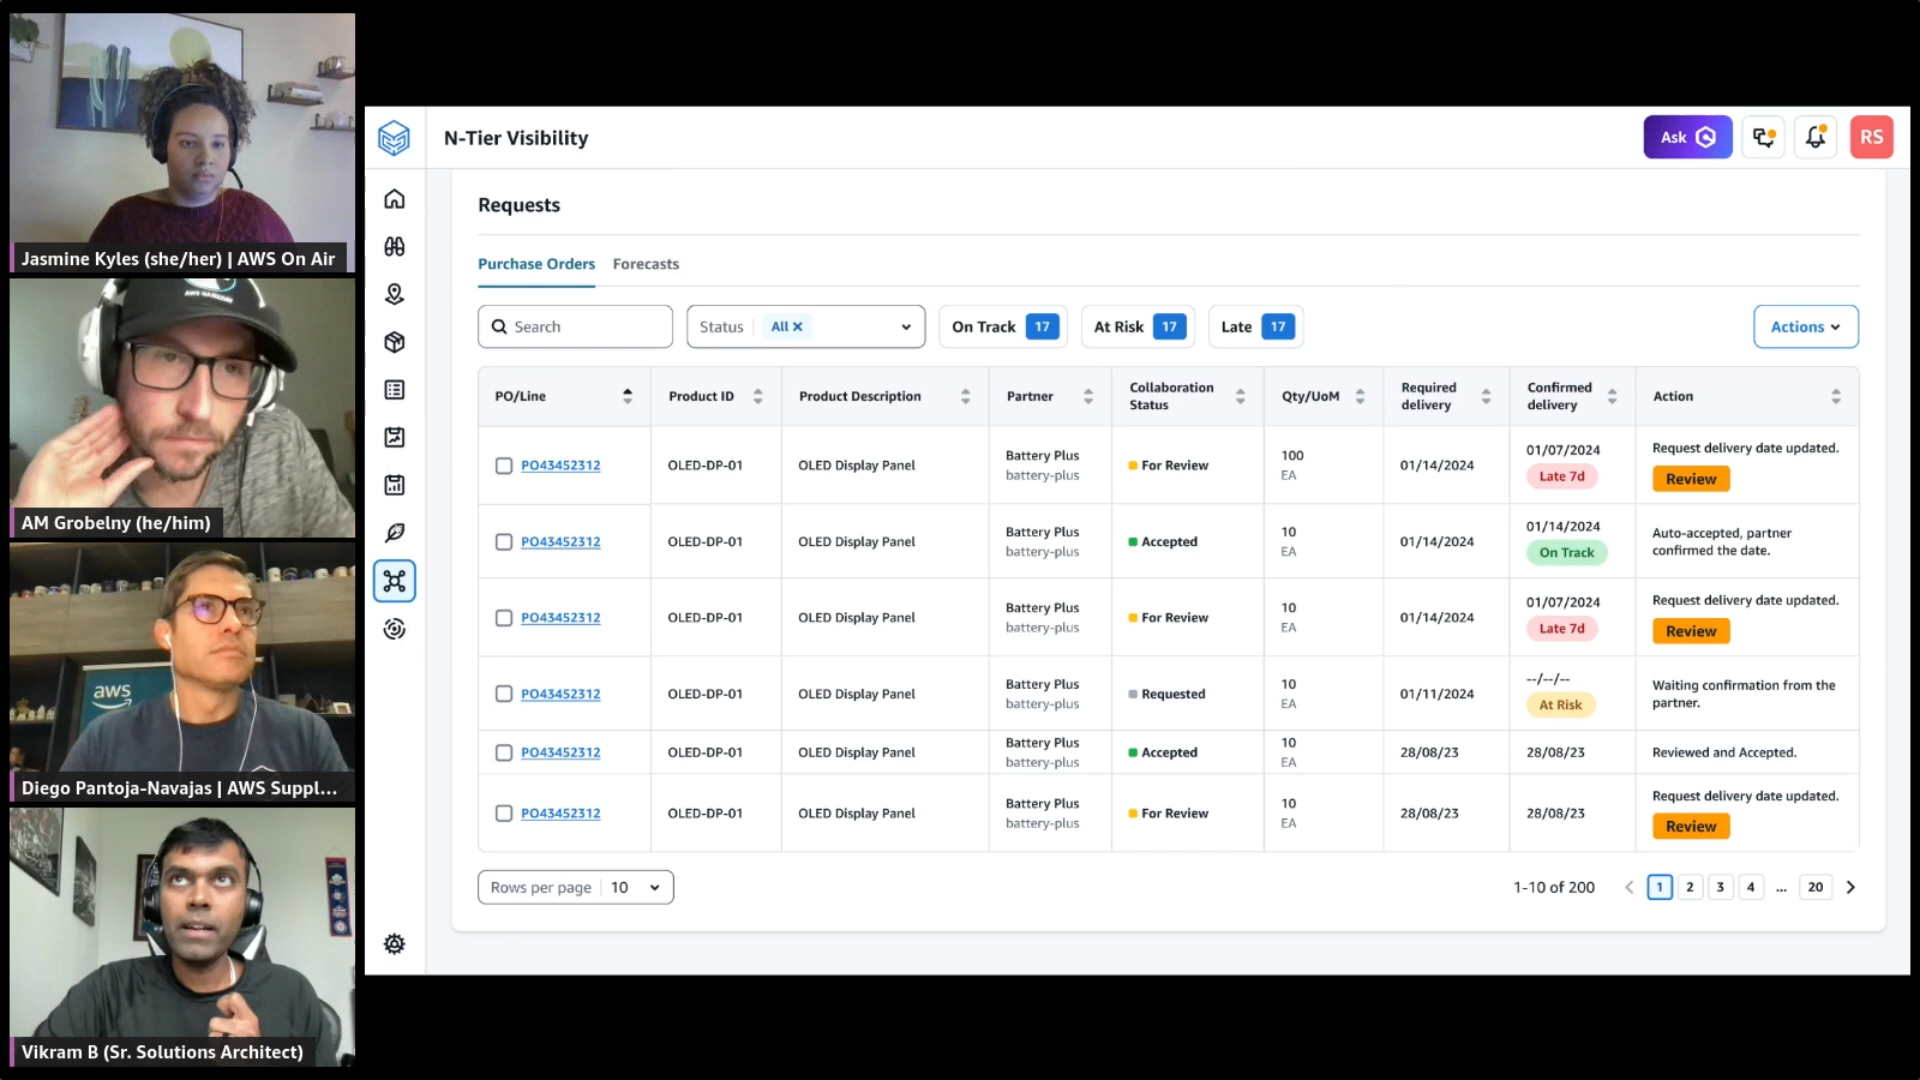 Jasmine Kyles (she/her) | AWS On Air
AM Grobelny (he/him)
aws
Diego Pantoja-Navajas | AWS Suppl...
Vikram B (Sr. Solutions Architect)
N-Tier Visibility
Ask
RS
Requests
Purchase Orders Forecasts
Search Status All × On Track 17 At Risk 17 Late 17 Actions
PO/Line Product ID Product Description Partner Collaboration Status Qty/UoM Required delivery Confirmed delivery Action
PO43452312 OLED-DP-01 OLED Display Panel Battery Plus battery-plus For Review 100 EA 01/14/2024 01/07/2024 Late 7d Request delivery date updated. Review
PO43452312 OLED-DP-01 OLED Display Panel Battery Plus battery-plus Accepted 10 EA 01/14/2024 01/14/2024 On Track Auto-accepted, partner confirmed the date.
PO43452312 OLED-DP-01 OLED Display Panel Battery Plus battery-plus For Review 10 EA 01/14/2024 01/07/2024 Late 7d Request delivery date updated. Review
PO43452312 OLED-DP-01 OLED Display Panel Battery Plus battery-plus Requested 10 EA 01/11/2024 --/--/-- At Risk Waiting confirmation from the partner.
PO43452312 OLED-DP-01 OLED Display Panel Battery Plus battery-plus Accepted 10 EA 28/08/23 28/08/23 Reviewed and Accepted.
PO43452312 OLED-DP-01 OLED Display Panel Battery Plus battery-plus For Review 10 EA 28/08/23 28/08/23 Request delivery date updated. Review
Rows per page 10
1-10 of 200 1 2 3 4 ... 20